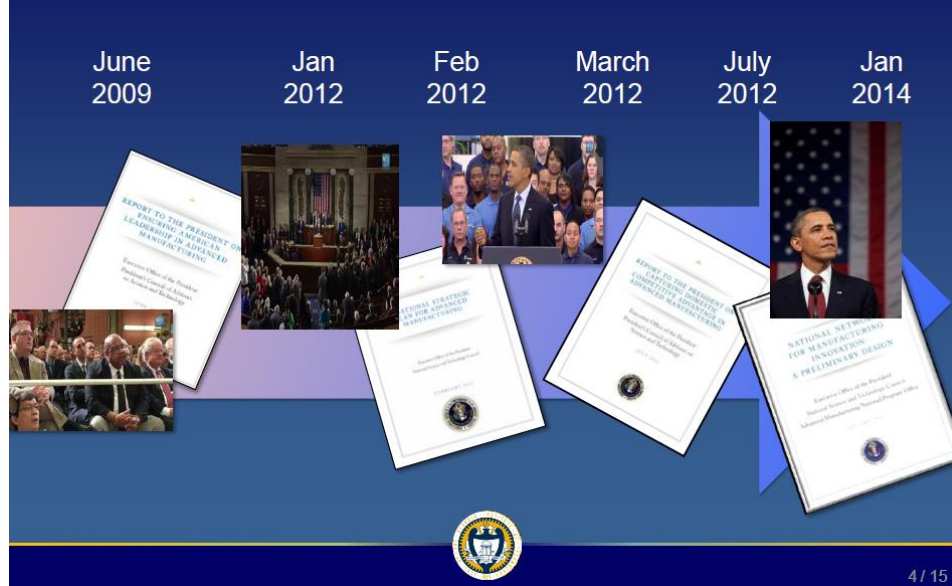 June
2009
Jan
2012
Feb
2012
March
2012
July
2012
Jan
2014
REPORT TO THE PRESIDENT ON
ENSURING AMERICAN
LEADERSHIP IN ADVANCED
MANUFACTURING
Executive Office of the President
President's Council of Advisors
on Science and Technology
NATIONAL STRATEGIC
PLAN FOR ADVANCED
MANUFACTURING
Executive Office of the President
National Science and Technology Council
FEBRUARY 2012
REPORT TO THE PRESIDENT ON
CAPTURING DOMESTIC
COMPETITIVE ADVANTAGE IN
ADVANCED MANUFACTURING
Executive Office of the President
President's Council of Advisors on
Science and Technology
NATIONAL NETWORK
FOR MANUFACTURING
INNOVATION:
A PRELIMINARY DESIGN
Executive Office of the President
National Science and Technology Council
Advanced Manufacturing National Program Office
4 / 15